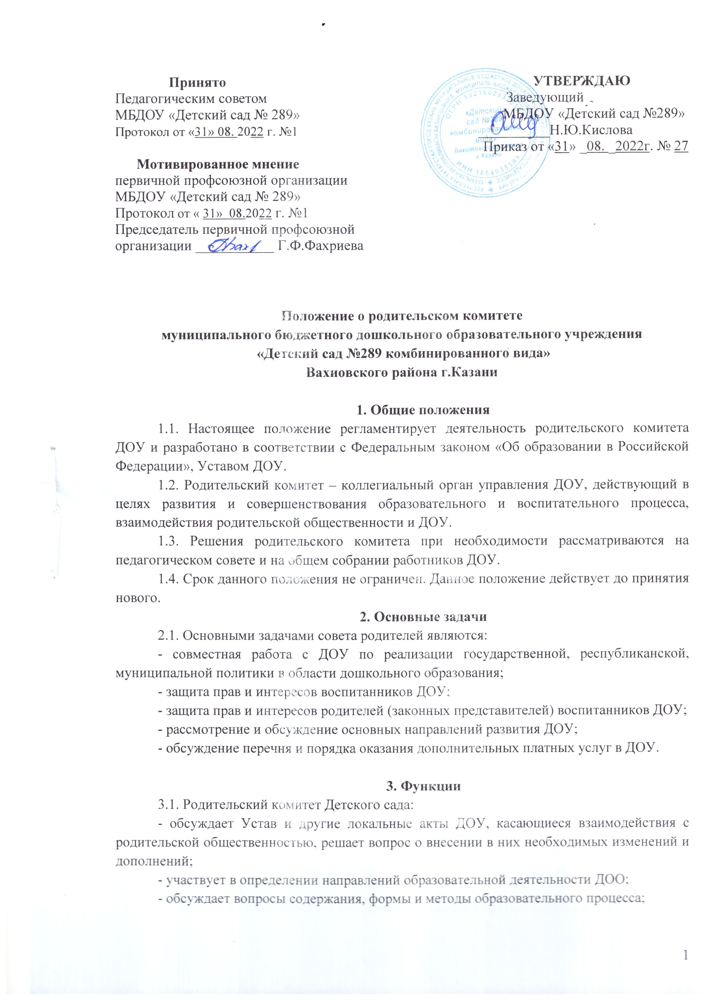 Принято
Педагогическим советом
МБДОУ «Детский сад № 289»
Протокол от «31» 08. 2022 г. №1
Мотивированное мнение
первичной профсоюзной организации
МБДОУ «Детский сад № 289»
Протокол от « 31»  08.2022 г. №1
Председатель первичной профсоюзной
организации ____________ Г.Ф.Фахриева
УТВЕРЖДАЮ
Заведующий
МБДОУ «Детский сад №289»
___________Н.Ю.Кислова
Приказ от «31» _08. _2022г. № 27
«Детский
сад №289
комбинированного
вида»
Вахитовского района
г.Казани
ИНН 1654035589
Положение о родительском комитете
муниципального бюджетного дошкольного образовательного учреждения
«Детский сад №289 комбинированного вида»
Вахиовского района г.Казани
1. Общие положения
1.1. Настоящее положение регламентирует деятельность родительского комитета
ДОУ и разработано в соответствии с Федеральным законом «Об образовании в Российской
Федерации», Уставом ДОУ.
1.2. Родительский комитет – коллегиальный орган управления ДОУ, действующий в
целях развития и совершенствования образовательного и воспитательного процесса,
взаимодействия родительской общественности и ДОУ.
1.3. Решения родительского комитета при необходимости рассматриваются на
педагогическом совете и на общем собрании работников ДОУ.
1.4. Срок данного положения не ограничен. Данное положение действует до принятия
нового.
2. Основные задачи
2.1. Основными задачами совета родителей являются:
- совместная работа с ДОУ по реализации государственной, республиканской,
муниципальной политики в области дошкольного образования;
- защита прав и интересов воспитанников ДОУ;
- защита прав и интересов родителей (законных представителей) воспитанников ДОУ;
- рассмотрение и обсуждение основных направлений развития ДОУ;
- обсуждение перечня и порядка оказания дополнительных платных услуг в ДОУ.
3. Функции
3.1. Родительский комитет Детского сада:
- обсуждает Устав и другие локальные акты ДОУ, касающиеся взаимодействия с
родительской общественностью, решает вопрос о внесении в них необходимых изменений и
дополнений;
- участвует в определении направлений образовательной деятельности ДОО;
- обсуждает вопросы содержания, формы и методы образовательного процесса;
1